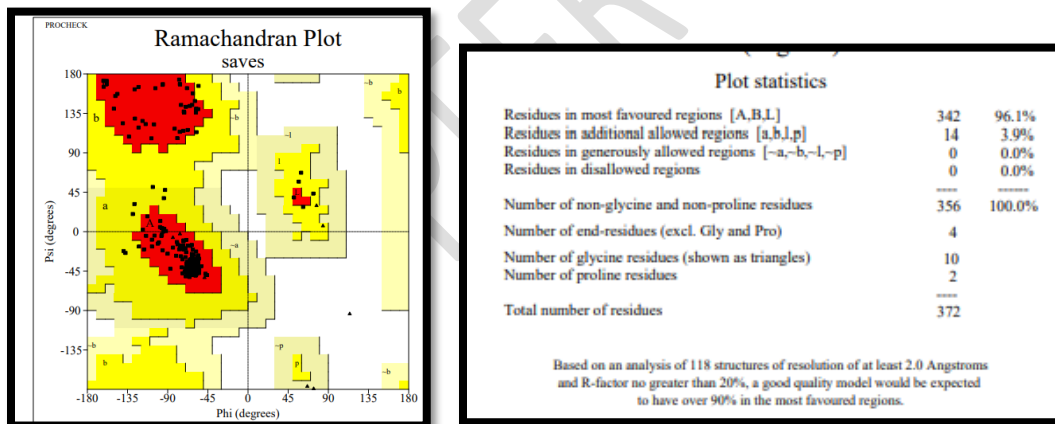 PROCHECK
Ramachandran Plot
saves
180
135
90
45
0
-45
-90
-135
Psi (degrees)
b
~b
b
~l
l
a
A
L
~a
~b
b
~p
p
~b
-180 -135 -90 -45 0 45 90 135 180
Phi (degrees)
Plot statistics
Residues in most favoured regions [A,B,L] 342 96.1%
Residues in additional allowed regions [a,b,l,p] 14 3.9%
Residues in generously allowed regions [~a,~b,~l,~p] 0 0.0%
Residues in disallowed regions 0 0.0%
---- ------
Number of non-glycine and non-proline residues 356 100.0%
Number of end-residues (excl. Gly and Pro) 4
Number of glycine residues (shown as triangles) 10
Number of proline residues 2
----
Total number of residues 372
Based on an analysis of 118 structures of resolution of at least 2.0 Angstroms
and R-factor no greater than 20%, a good quality model would be expected
to have over 90% in the most favoured regions.